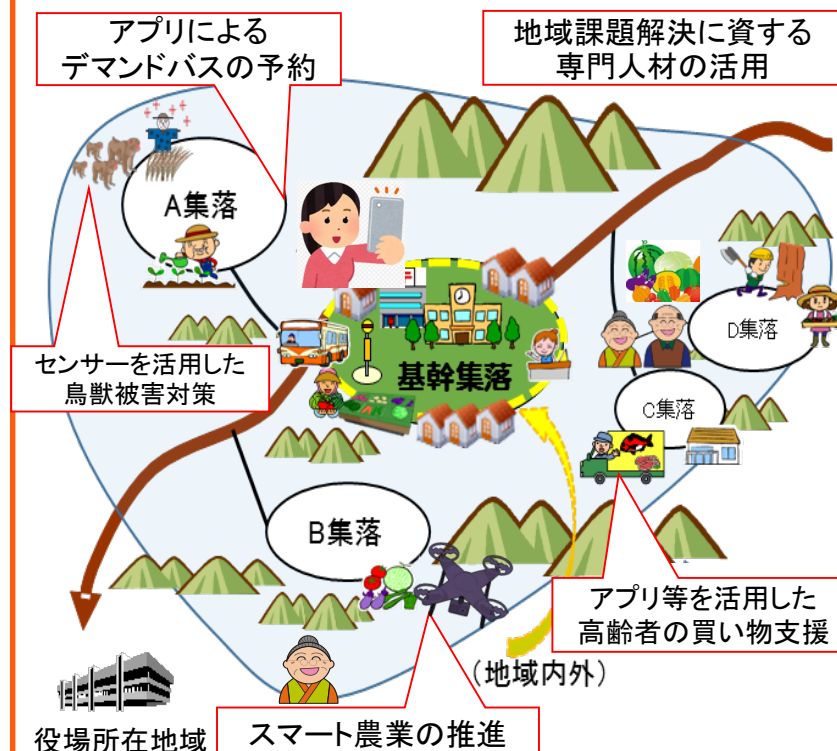 アプリによる
デマンドバスの予約
地域課題解決に資する
専門人材の活用
A集落
センサーを活用した
鳥獣被害対策
基幹集落
D集落
C集落
B集落
アプリ等を活用した
高齢者の買い物支援
(地域内外)
役場所在地域
スマート農業の推進